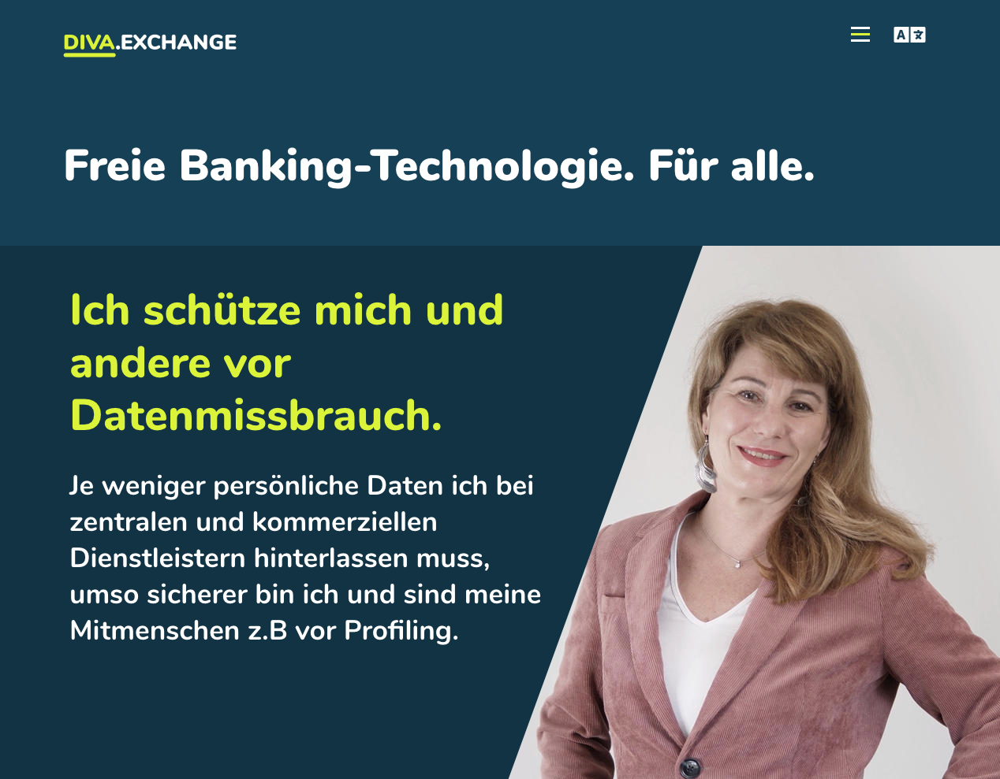 DIVA.EXCHANGE
A 文
Freie Banking-Technologie. Für alle.
Ich schütze mich und
andere vor
Datenmissbrauch.
Je weniger persönliche Daten ich bei
zentralen und kommerziellen
Dienstleistern hinterlassen muss,
umso sicherer bin ich und sind meine
Mitmenschen z.B vor Profiling.